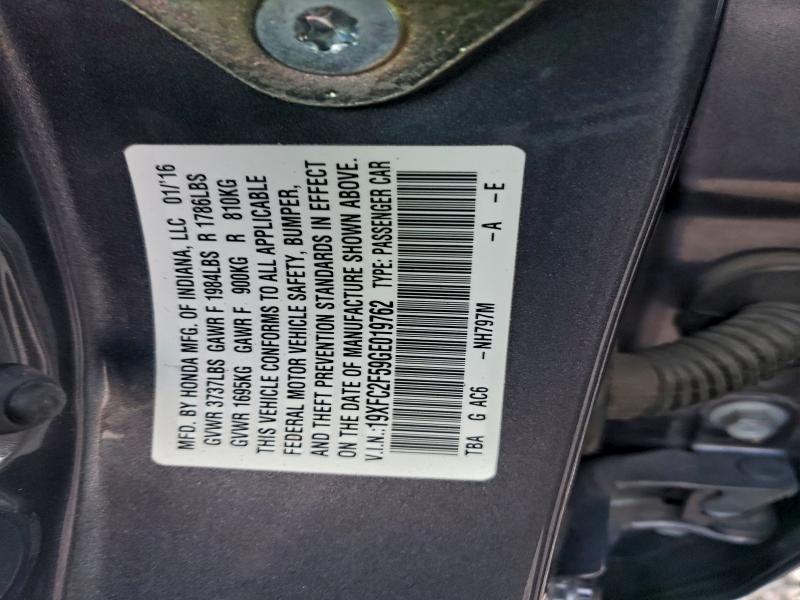 MFD. BY HONDA MFG. OF INDIANA, LLC 01/'16
GVWR 3737LBS GAWR F 1984LBS R 1786LBS
GVWR 1695KG GAWR F 900KG R 810KG
THIS VEHICLE CONFORMS TO ALL APPLICABLE
FEDERAL MOTOR VEHICLE SAFETY, BUMPER,
AND THEFT PREVENTION STANDARDS IN EFFECT
ON THE DATE OF MANUFACTURE SHOWN ABOVE.
V.I.N.:19XFC2F59GE019762 TYPE: PASSENGER CAR
TBA G AC6 -NH797M -A -E